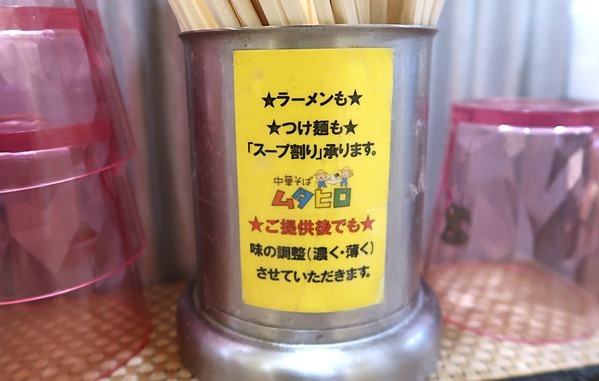 ★ラーメンも★
★つけ麺も★
「スープ割り」承ります。
中華そば
ムタヒロ
★ご提供後でも★
味の調整(濃く・薄く)
させていただきます。